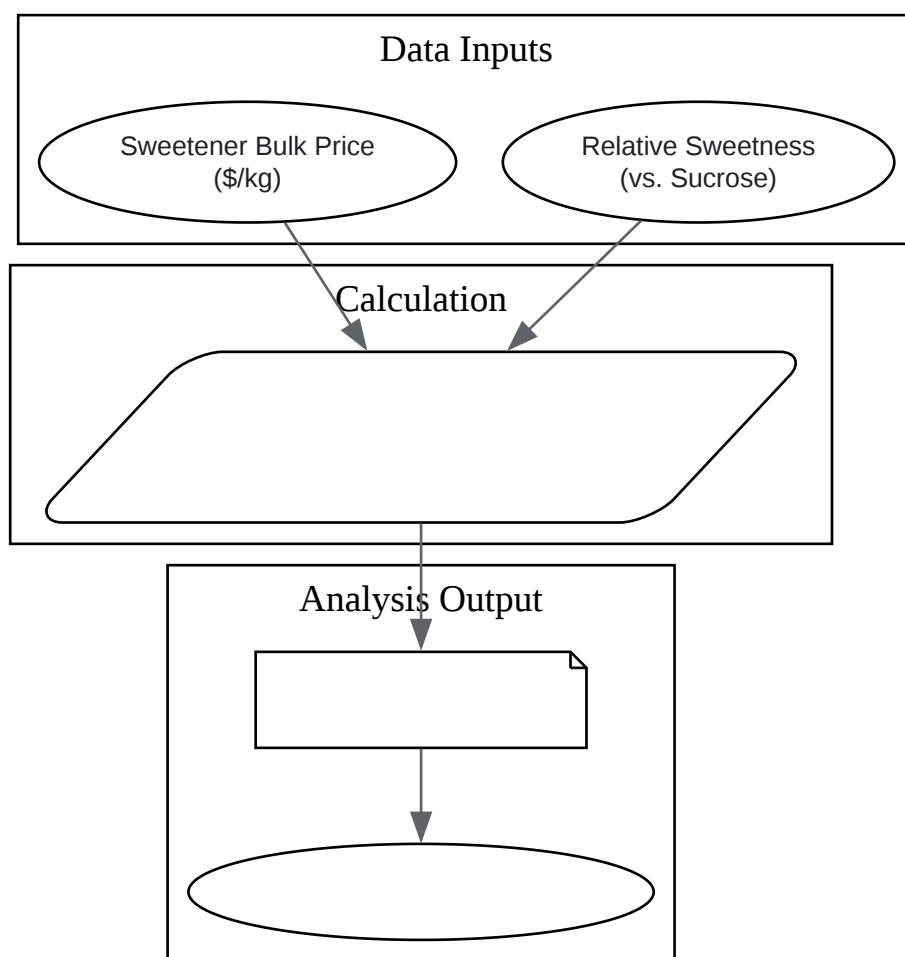 Data Inputs
Sweetener Bulk Price
($/kg)
Relative Sweetness
(vs. Sucrose)
Calculation
Analysis Output